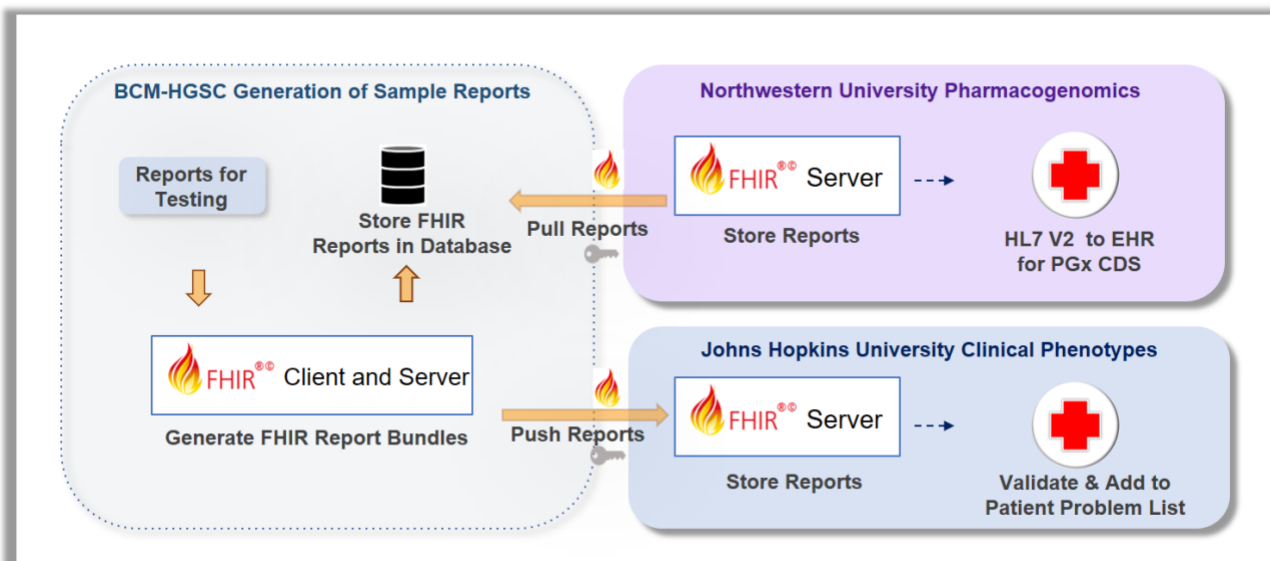 BCM-HGSC Generation of Sample Reports
Reports for
Testing
Store FHIR
Reports in Database
FHIR®© Client and Server
Generate FHIR Report Bundles
Pull Reports
Push Reports
Northwestern University Pharmacogenomics
FHIR®© Server
Store Reports
HL7 V2 to EHR
for PGx CDS
Johns Hopkins University Clinical Phenotypes
FHIR®© Server
Store Reports
Validate & Add to
Patient Problem List